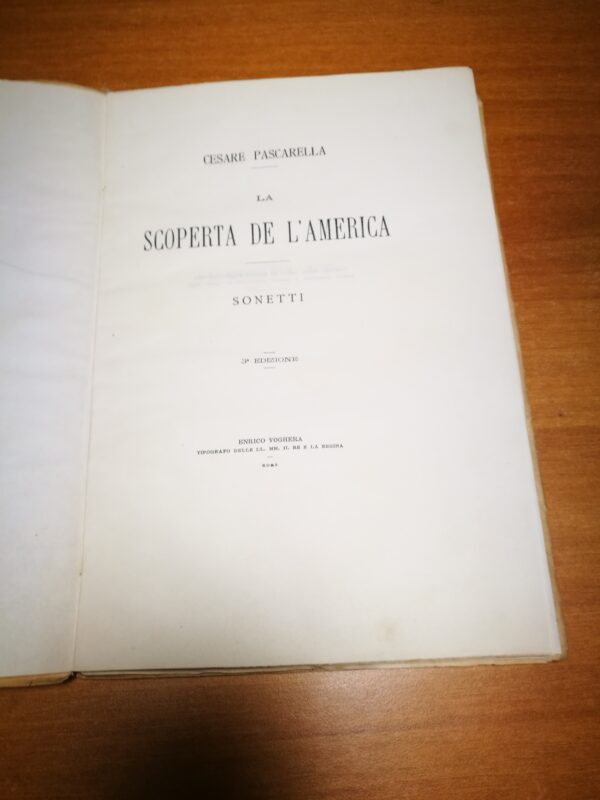 CESARE PASCARELLA
LA
SCOPERTA DE L'AMERICA
SONETTI
3ª EDIZIONE
ENRICO VOGHERA
TIPOGRAFO DELLE LL. MM. IL RE E LA REGINA
ROMA